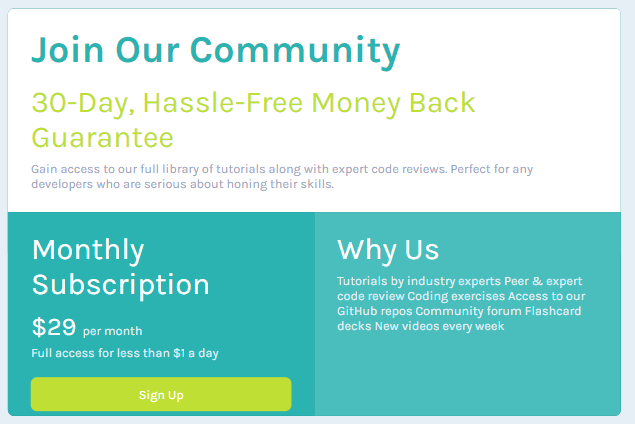 Join Our Community
30-Day, Hassle-Free Money Back
Guarantee
Gain access to our full library of tutorials along with expert code reviews. Perfect for any
developers who are serious about honing their skills.
Monthly
Subscription
$29 per month
Full access for less than $1 a day
Sign Up
Why Us
Tutorials by industry experts Peer & expert
code review Coding exercises Access to our
GitHub repos Community forum Flashcard
decks New videos every week